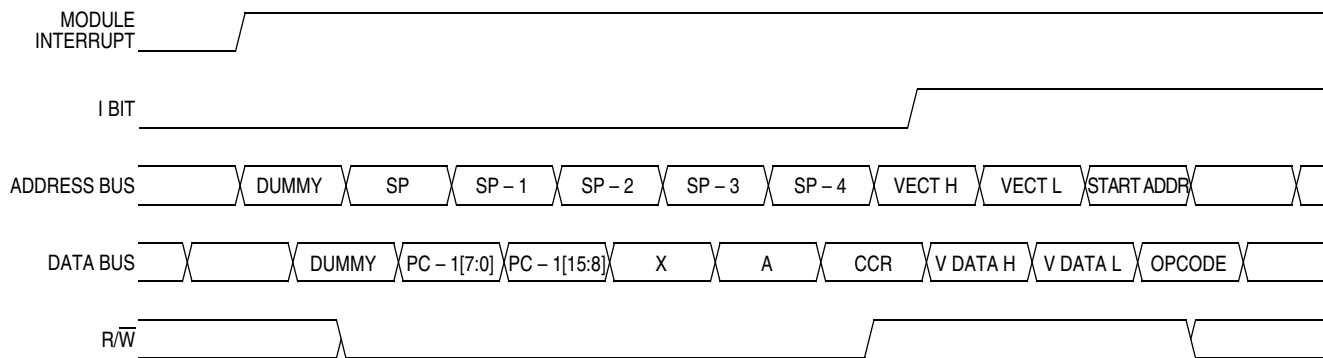 MODULE
INTERRUPT
I BIT
ADDRESS BUS DUMMY SP SP – 1 SP – 2 SP – 3 SP – 4 VECT H VECT L START ADDR
DATA BUS DUMMY PC – 1[7:0] PC – 1[15:8] X A CCR V DATA H V DATA L OPCODE
R/W̅